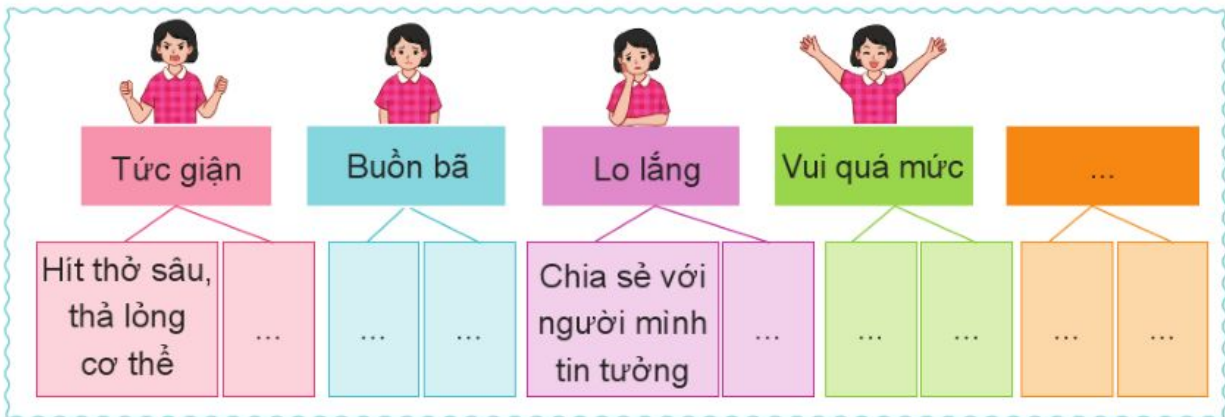 Tức giận
Buồn bã
Lo lắng
Vui quá mức
...
Hít thở sâu,
thả lỏng
cơ thể
...
...
...
Chia sẻ với
người mình
tin tưởng
...
...
...
...
...